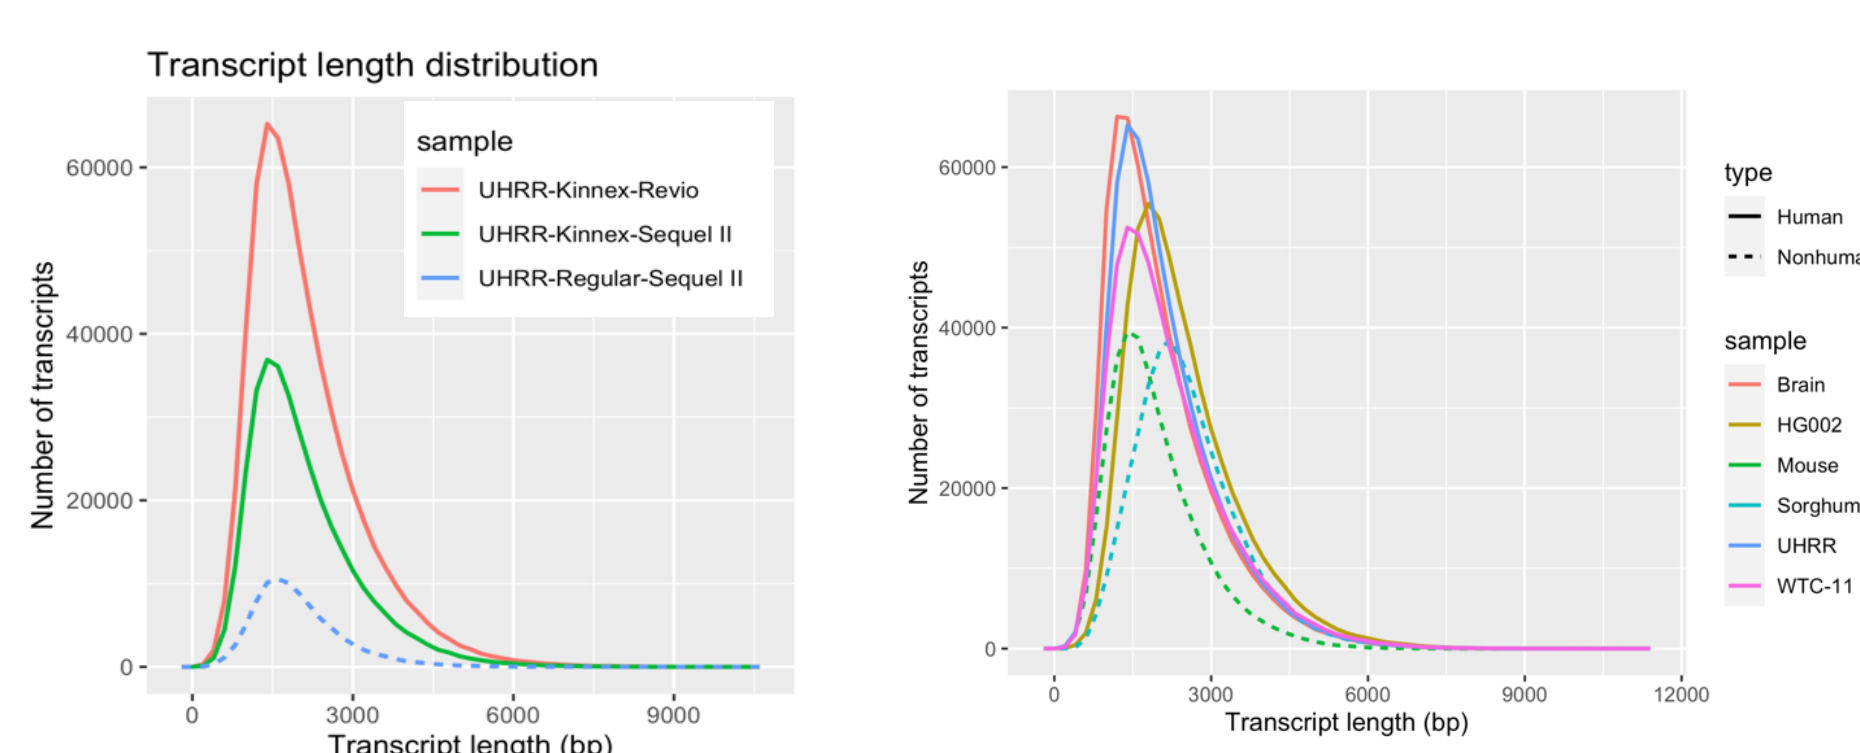 Transcript length distribution
Number of transcripts
60000
40000
20000
0
0 3000 6000 9000
Transcript length (bp)
sample
UHRR-Kinnex-Revio
UHRR-Kinnex-Sequel II
UHRR-Regular-Sequel II
Number of transcripts
60000
40000
20000
0
0 3000 6000 9000 12000
Transcript length (bp)
type
Human
Nonhuma
sample
Brain
HG002
Mouse
Sorghum
UHRR
WTC-11